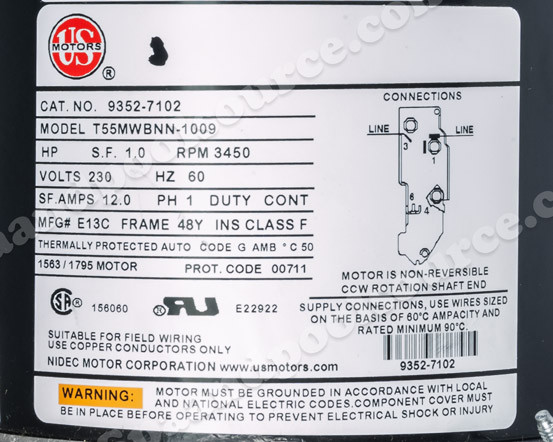 US
MOTORS
®
CAT. NO. 9352-7102
MODEL T55MWBNN-1009
HP S.F. 1.0 RPM 3450
VOLTS 230 HZ 60
SF. AMPS 12.0 PH 1 DUTY CONT
MFG# E13C FRAME 48Y INS CLASS F
THERMALLY PROTECTED AUTO CODE G AMB °C 50
1563/1795 MOTOR PROT. CODE 00711
SA ® 156060 ® RU E22922
SUITABLE FOR FIELD WIRING
USE COPPER CONDUCTORS ONLY
NIDEC MOTOR CORPORATION www.usmotors.com
CONNECTIONS
LINE LINE
3 1
6
4
MOTOR IS NON-REVERSIBLE
CCW ROTATION SHAFT END
SUPPLY CONNECTIONS, USE WIRES SIZED
ON THE BASIS OF 60°C AMPACITY AND
RATED MINIMUM 90°C.
9352-7102
WARNING: MOTOR MUST BE GROUNDED IN ACCORDANCE WITH LOCAL
AND NATIONAL ELECTRIC CODES. COMPONENT COVER MUST
BE IN PLACE BEFORE OPERATING TO PREVENT ELECTRICAL SHOCK OR INJURY